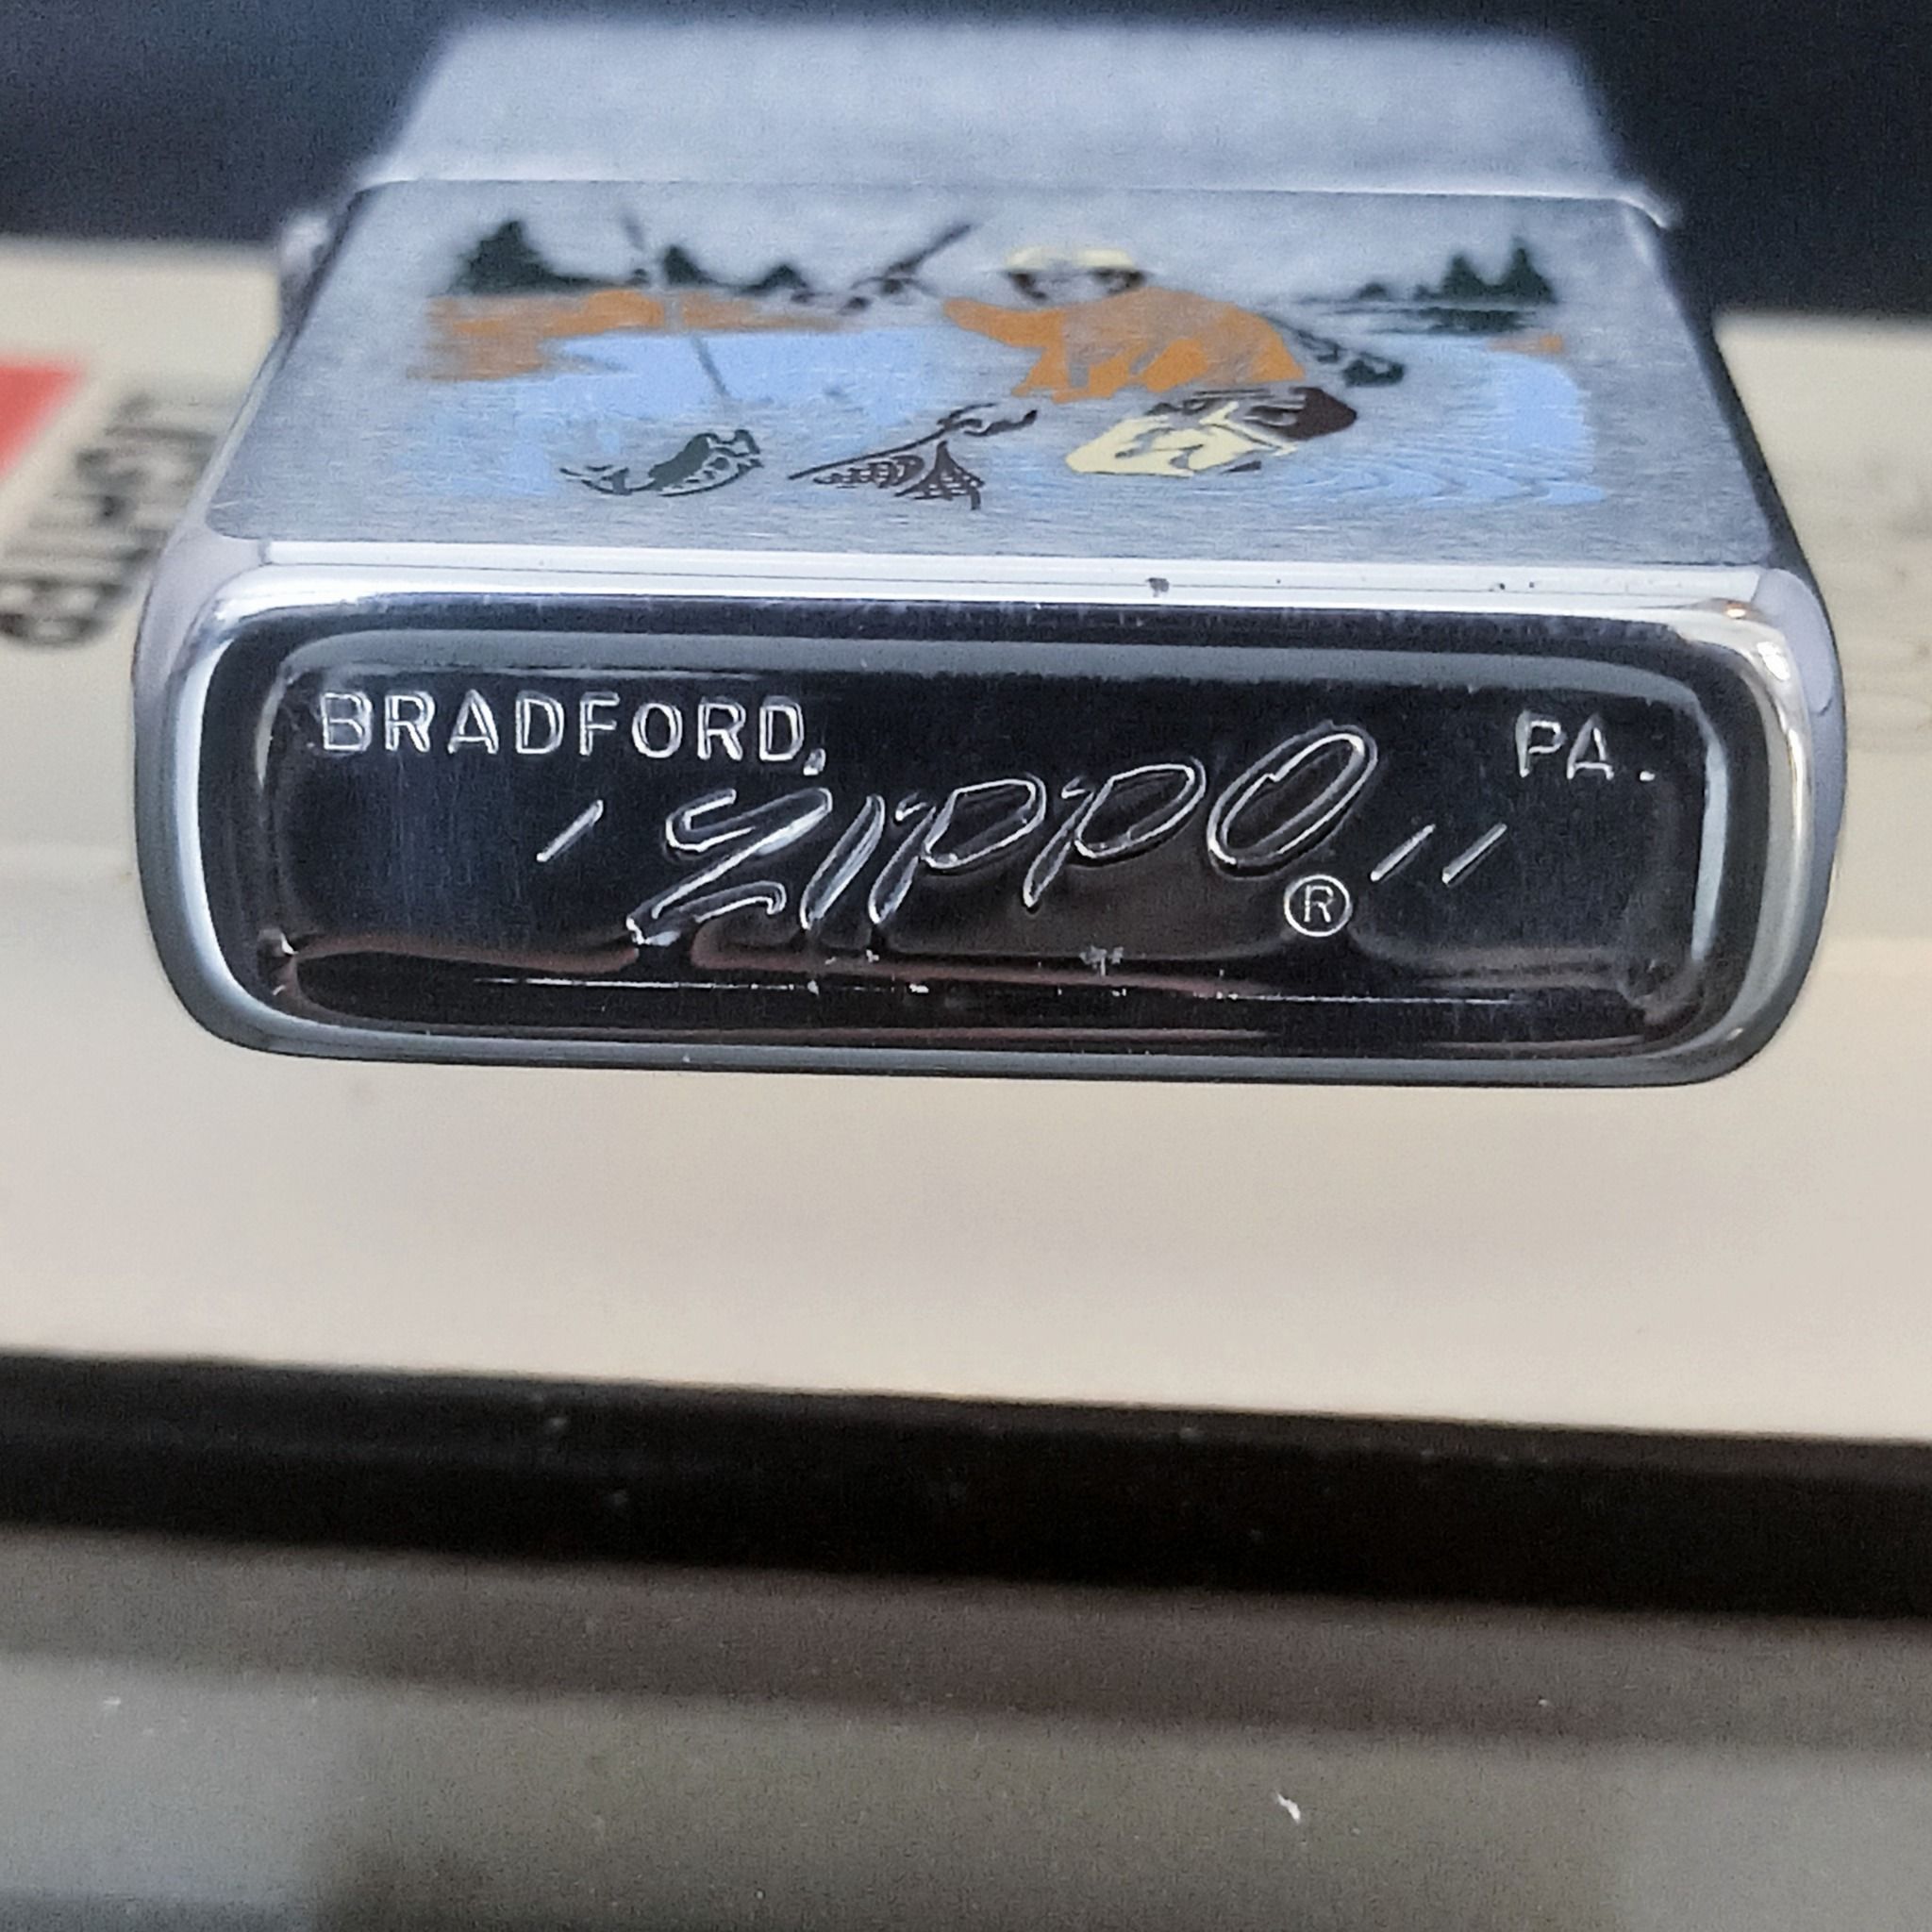 BRADFORD, PA.
/ ZIPPO ® //